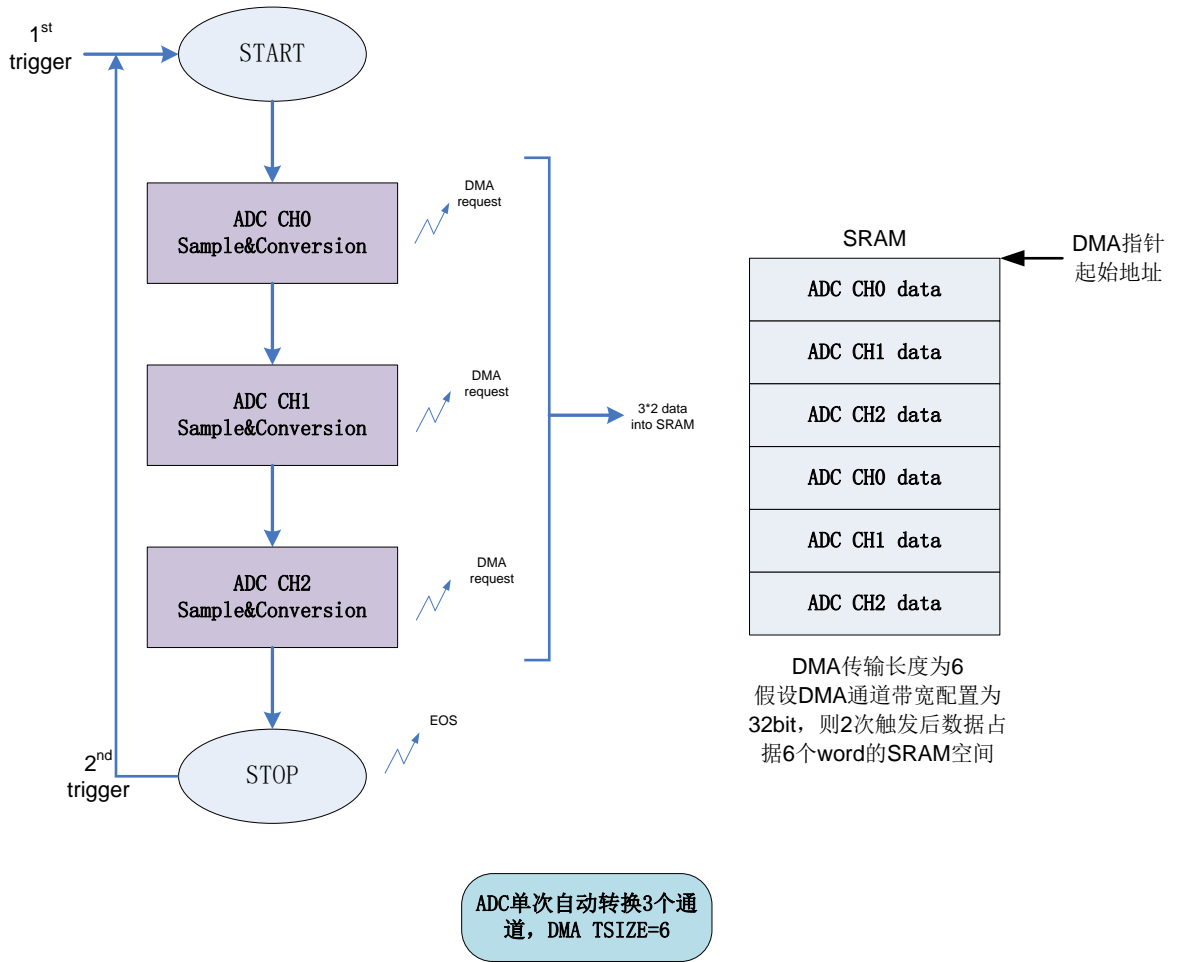 1st
trigger
START
ADC CH0
Sample&Conversion
DMA
request
ADC CH1
Sample&Conversion
DMA
request
3*2 data
into SRAM
ADC CH2
Sample&Conversion
DMA
request
EOS
2nd
trigger
STOP
SRAM
DMA指针
起始地址
ADC CH0 data
ADC CH1 data
ADC CH2 data
ADC CH0 data
ADC CH1 data
ADC CH2 data
DMA传输长度为6
假设DMA通道带宽配置为
32bit，则2次触发后数据占
据6个word的SRAM空间
ADC单次自动转换3个通
道，DMA TSIZE=6